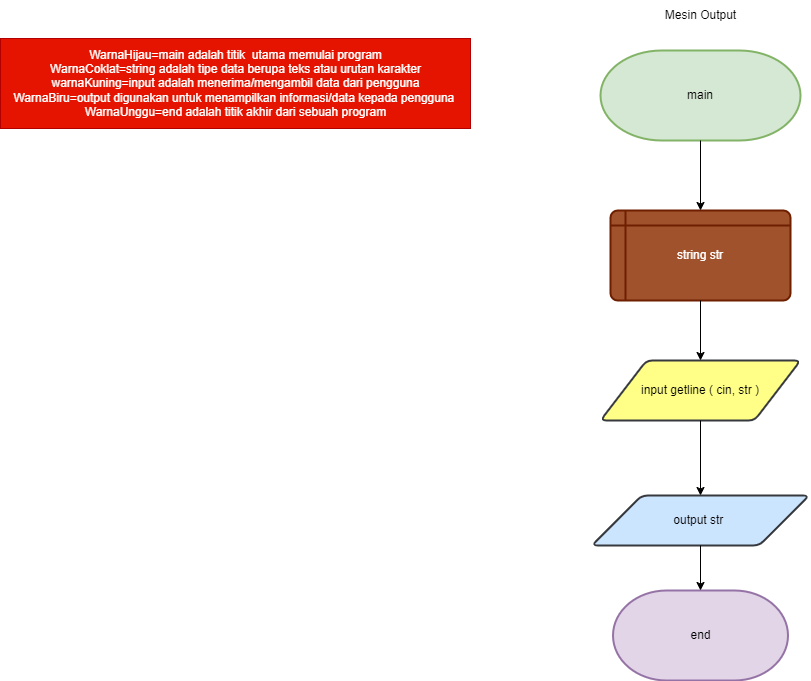 Mesin Output
WarnaHijau=main adalah titik  utama memulai program
WarnaCoklat=string adalah tipe data berupa teks atau urutan karakter
warnaKuning=input adalah menerima/mengambil data dari pengguna
WarnaBiru=output digunakan untuk menampilkan informasi/data kepada pengguna
WarnaUnggu=end adalah titik akhir dari sebuah program
main
string str
input getline ( cin, str )
output str
end